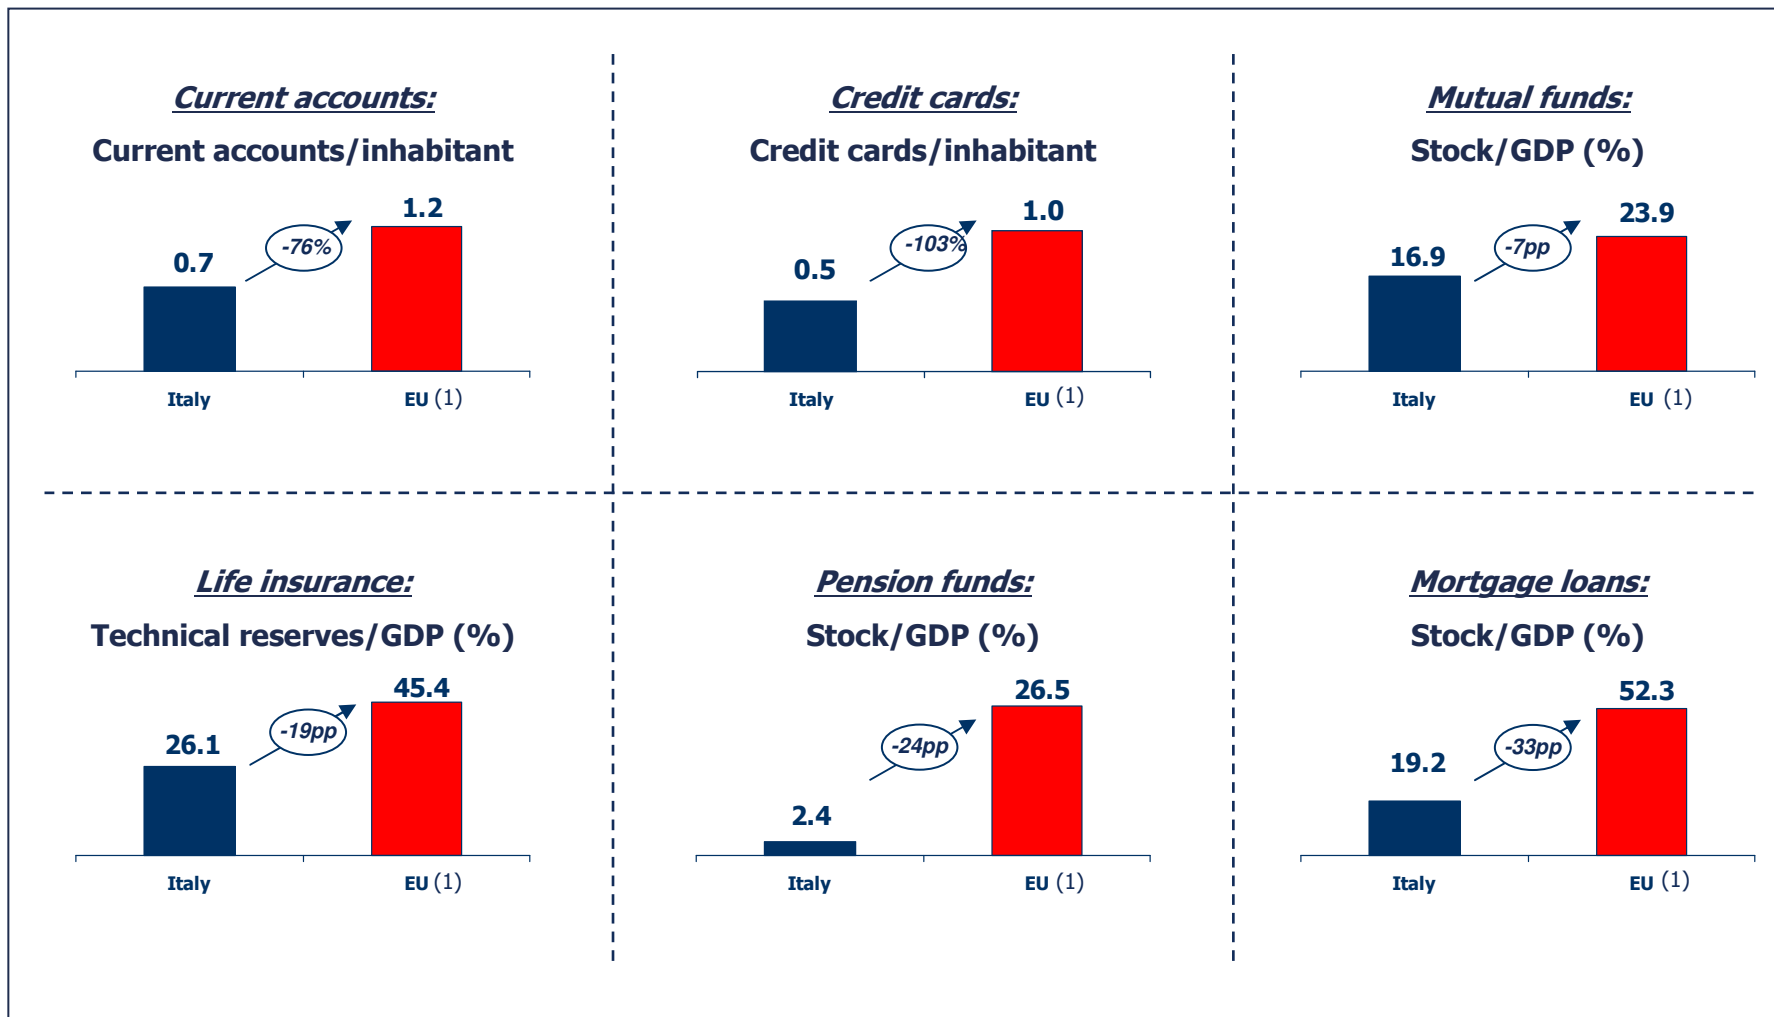 Current accounts:
Current accounts/inhabitant
1.2
-76%
0.7
Italy
EU (1)
Credit cards:
Credit cards/inhabitant
1.0
-103%
0.5
Italy
EU (1)
Mutual funds:
Stock/GDP (%)
23.9
-7pp
16.9
Italy
EU (1)
Life insurance:
Technical reserves/GDP (%)
45.4
-19pp
26.1
Italy
EU (1)
Pension funds:
Stock/GDP (%)
26.5
-24pp
2.4
Italy
EU (1)
Mortgage loans:
Stock/GDP (%)
52.3
-33pp
19.2
Italy
EU (1)